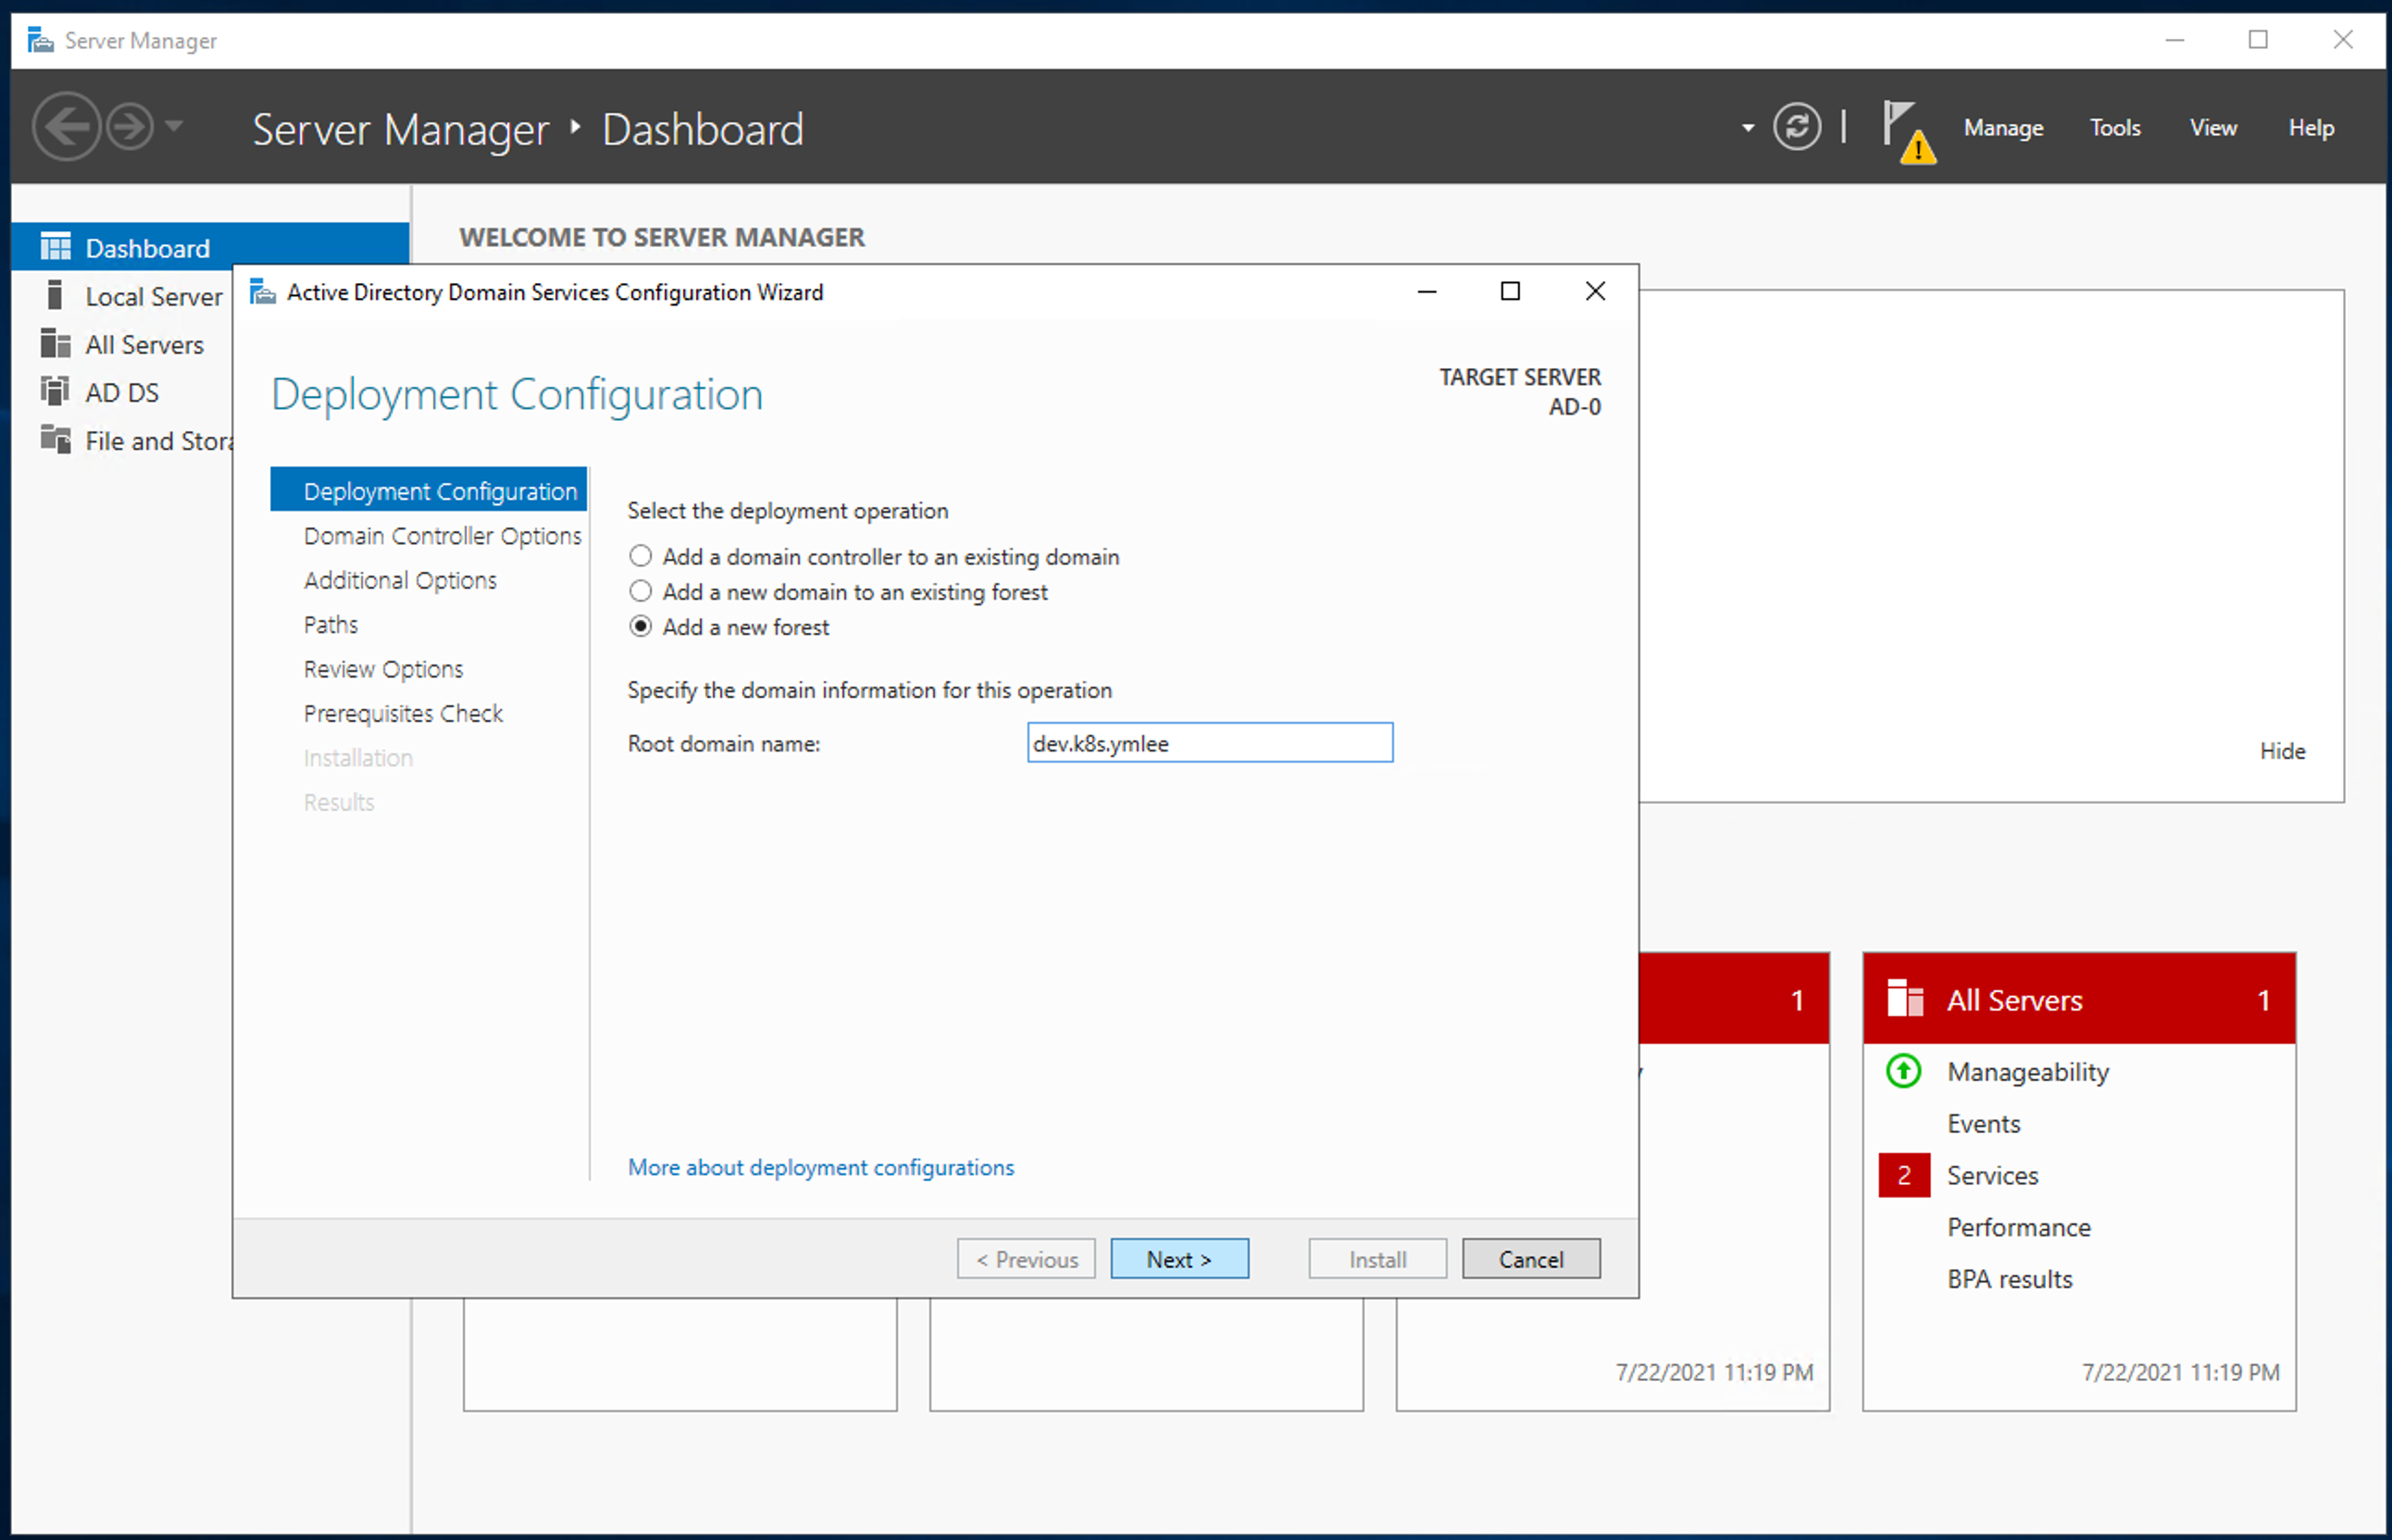 Server Manager
Server Manager ‣ Dashboard
Manage Tools View Help
Dashboard
Local Server
All Servers
AD DS
File and Stora
WELCOME TO SERVER MANAGER
Hide
Active Directory Domain Services Configuration Wizard
Deployment Configuration
TARGET SERVER
AD-0
Deployment Configuration
Domain Controller Options
Additional Options
Paths
Review Options
Prerequisites Check
Installation
Results
Select the deployment operation
Add a domain controller to an existing domain
Add a new domain to an existing forest
Add a new forest
Specify the domain information for this operation
Root domain name: dev.k8s.ymlee
More about deployment configurations
< Previous Next > Install Cancel
1
7/22/2021 11:19 PM
All Servers 1
Manageability
Events
2 Services
Performance
BPA results
7/22/2021 11:19 PM